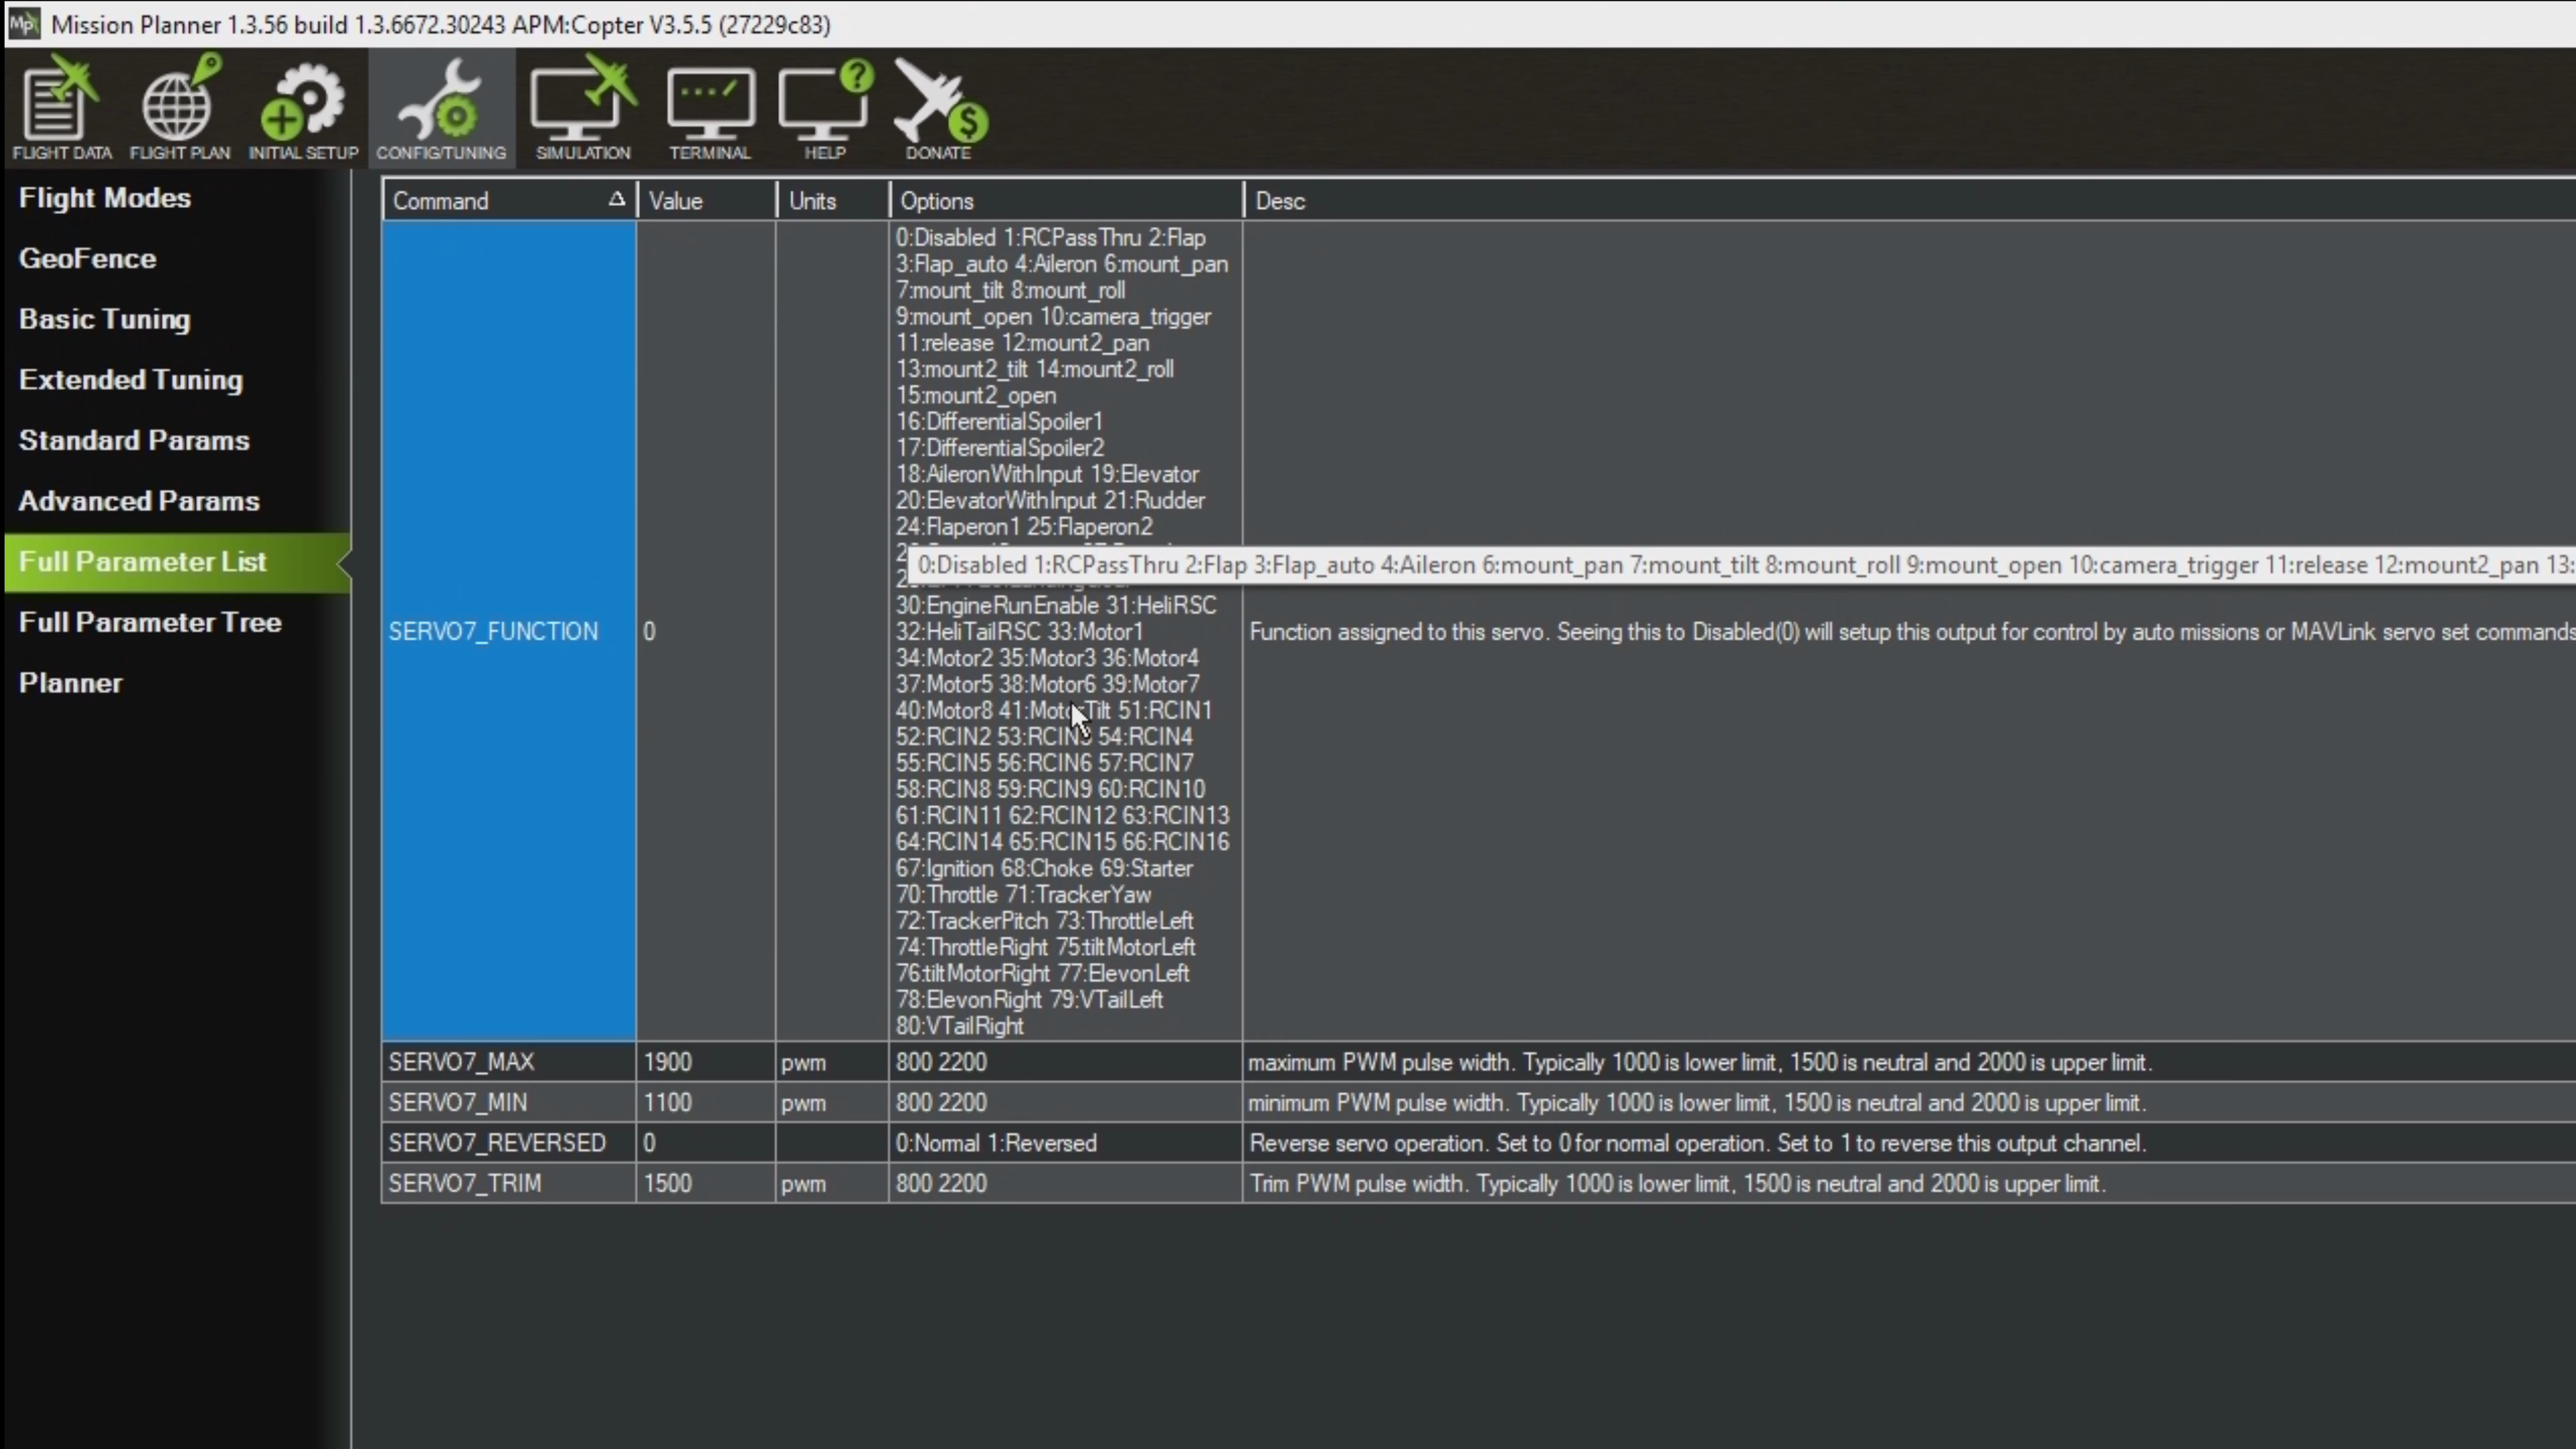 Mission Planner 1.3.56 build 1.3.6672.30243 APM:Copter V3.5.5 (27229c83)
FLIGHT DATA FLIGHT PLAN INITIAL SETUP CONFIG/TUNING SIMULATION TERMINAL HELP DONATE
Flight Modes
GeoFence
Basic Tuning
Extended Tuning
Standard Params
Advanced Params
Full Parameter List
Full Parameter Tree
Planner
Command Value Units Options Desc
SERVO7_FUNCTION 0
0:Disabled 1:RCPassThru 2:Flap
3:Flap_auto 4:Aileron 6:mount_pan
7:mount_tilt 8:mount_roll
9:mount_open 10:camera_trigger
11:release 12:mount2_pan
13:mount2_tilt 14:mount2_roll
15:mount2_open
16:DifferentialSpoiler1
17:DifferentialSpoiler2
18:AileronWithInput 19:Elevator
20:ElevatorWithInput 21:Rudder
24:Flaperon1 25:Flaperon2
0:Disabled 1:RCPassThru 2:Flap 3:Flap_auto 4:Aileron 6:mount_pan 7:mount_tilt 8:mount_roll 9:mount_open 10:camera_trigger 11:release 12:mount2_pan 13:
30:EngineRunEnable 31:HeliRSC
32:HeliTailRSC 33:Motor1
34:Motor2 35:Motor3 36:Motor4
37:Motor5 38:Motor6 39:Motor7
40:Motor8 41:MotorTilt 51:RCIN1
52:RCIN2 53:RCIN3 54:RCIN4
55:RCIN5 56:RCIN6 57:RCIN7
58:RCIN8 59:RCIN9 60:RCIN10
61:RCIN11 62:RCIN12 63:RCIN13
64:RCIN14 65:RCIN15 66:RCIN16
67:Ignition 68:Choke 69:Starter
70:Throttle 71:TrackerYaw
72:TrackerPitch 73:ThrottleLeft
74:ThrottleRight 75:tiltMotorLeft
76:tiltMotorRight 77:ElevonLeft
78:ElevonRight 79:VTailLeft
80:VTailRight
Function assigned to this servo. Seeing this to Disabled(0) will setup this output for control by auto missions or MAVLink servo set commands
SERVO7_MAX 1900 pwm 800 2200 maximum PWM pulse width. Typically 1000 is lower limit, 1500 is neutral and 2000 is upper limit.
SERVO7_MIN 1100 pwm 800 2200 minimum PWM pulse width. Typically 1000 is lower limit, 1500 is neutral and 2000 is upper limit.
SERVO7_REVERSED 0 0:Normal 1:Reversed Reverse servo operation. Set to 0 for normal operation. Set to 1 to reverse this output channel.
SERVO7_TRIM 1500 pwm 800 2200 Trim PWM pulse width. Typically 1000 is lower limit, 1500 is neutral and 2000 is upper limit.